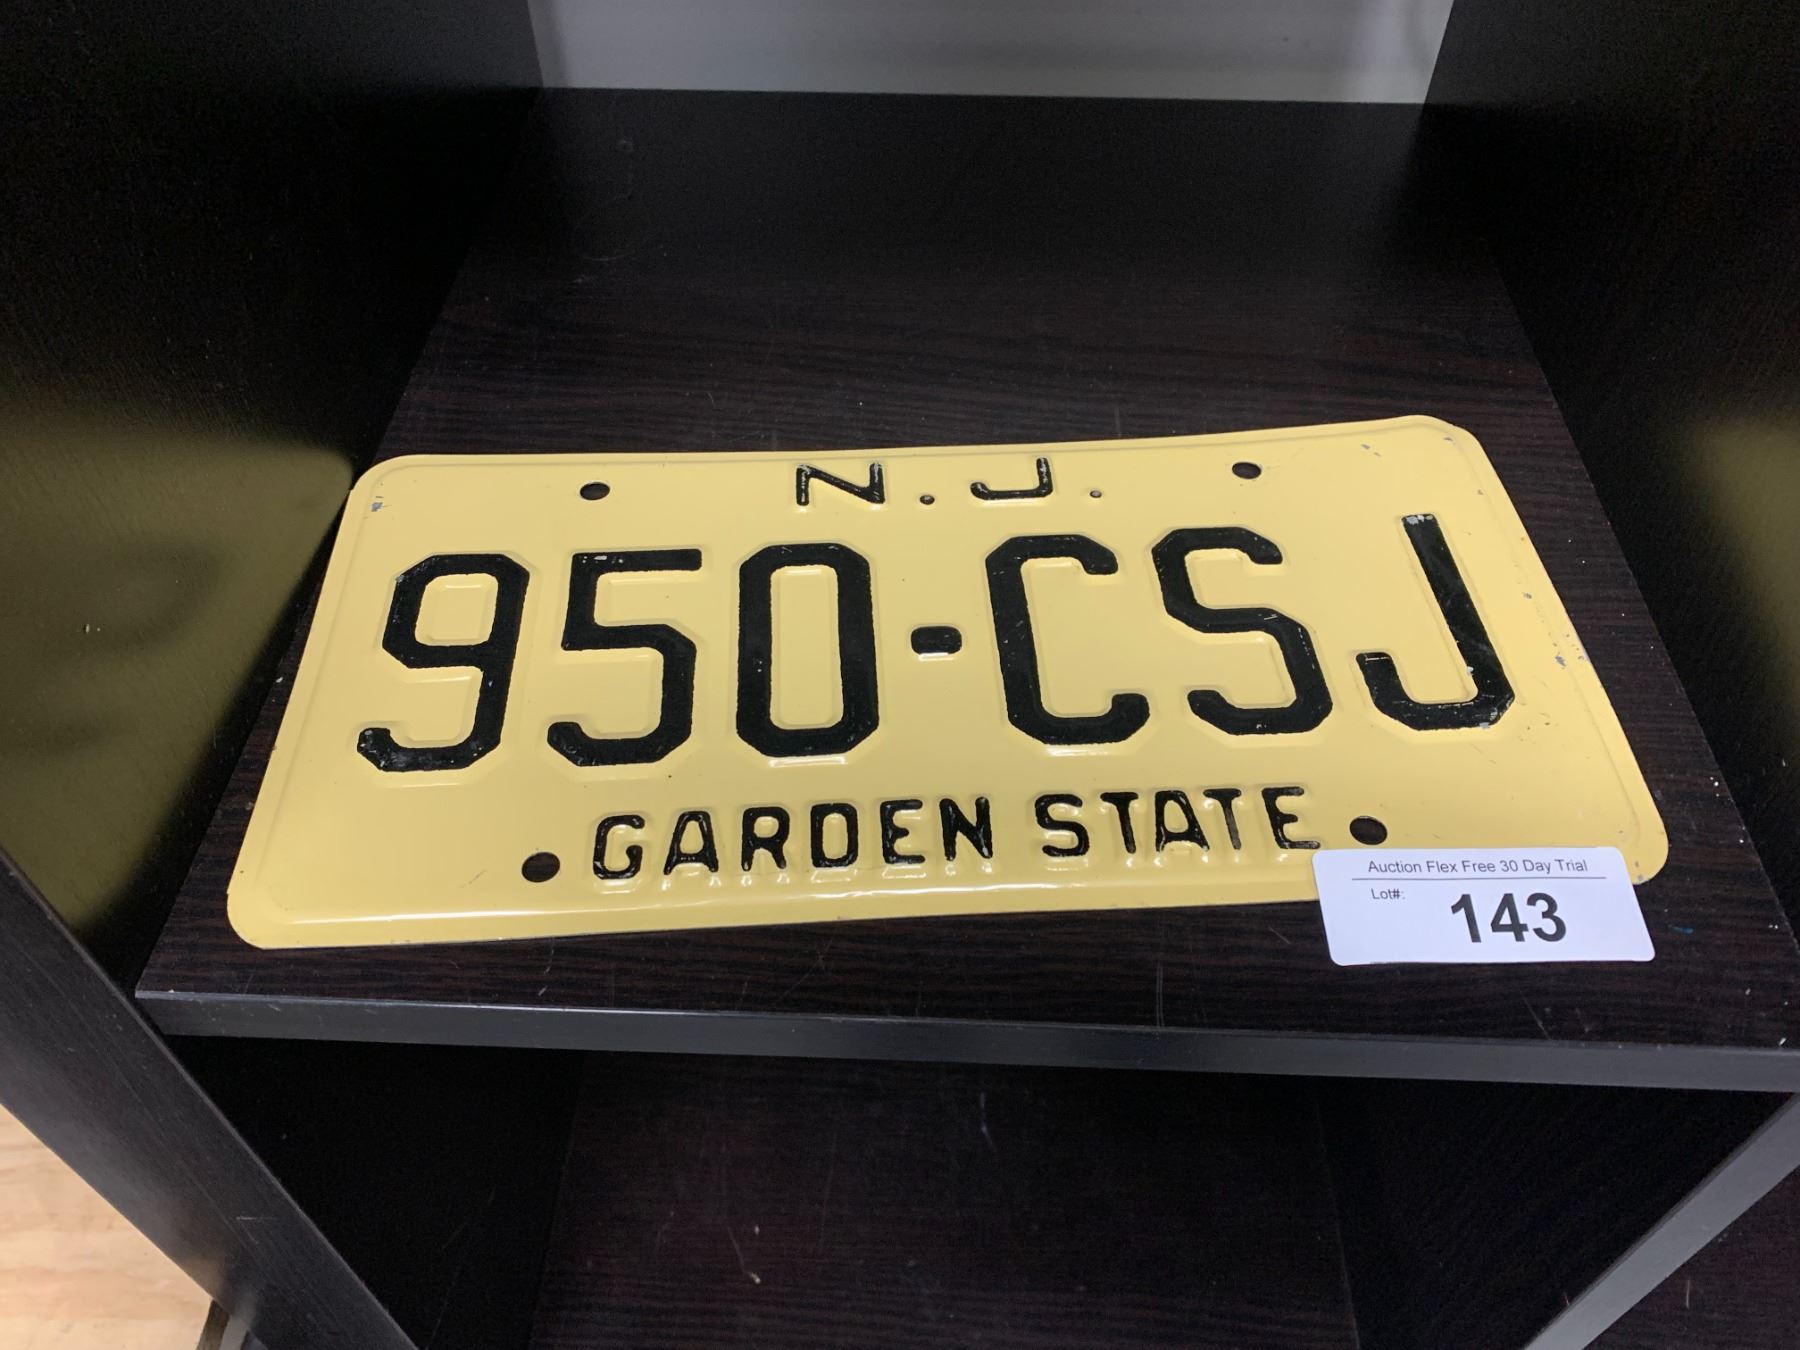 N.J.
950-CSJ
GARDEN STATE
Auction Flex Free 30 Day Trial
Lot#:
143